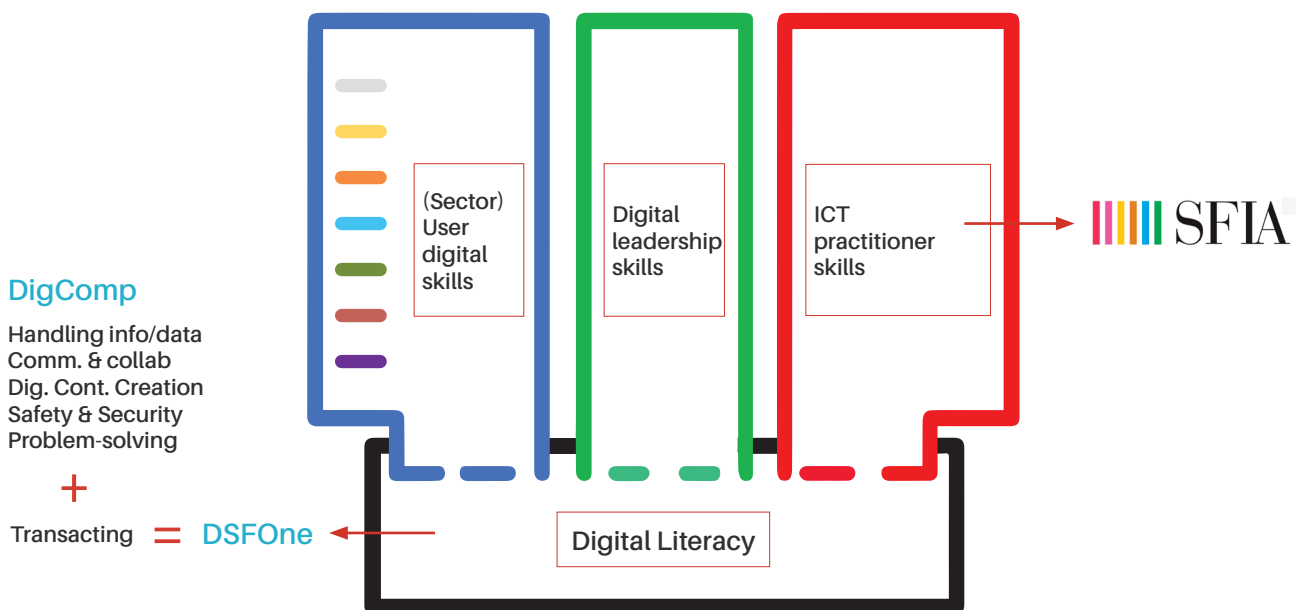 (Sector)
User
digital
skills
Digital
leadership
skills
ICT
practitioner
skills
SFIA
DigComp
Handling info/data
Comm. & collab
Dig. Cont. Creation
Safety & Security
Problem-solving
+
Transacting = DSFOne
Digital Literacy